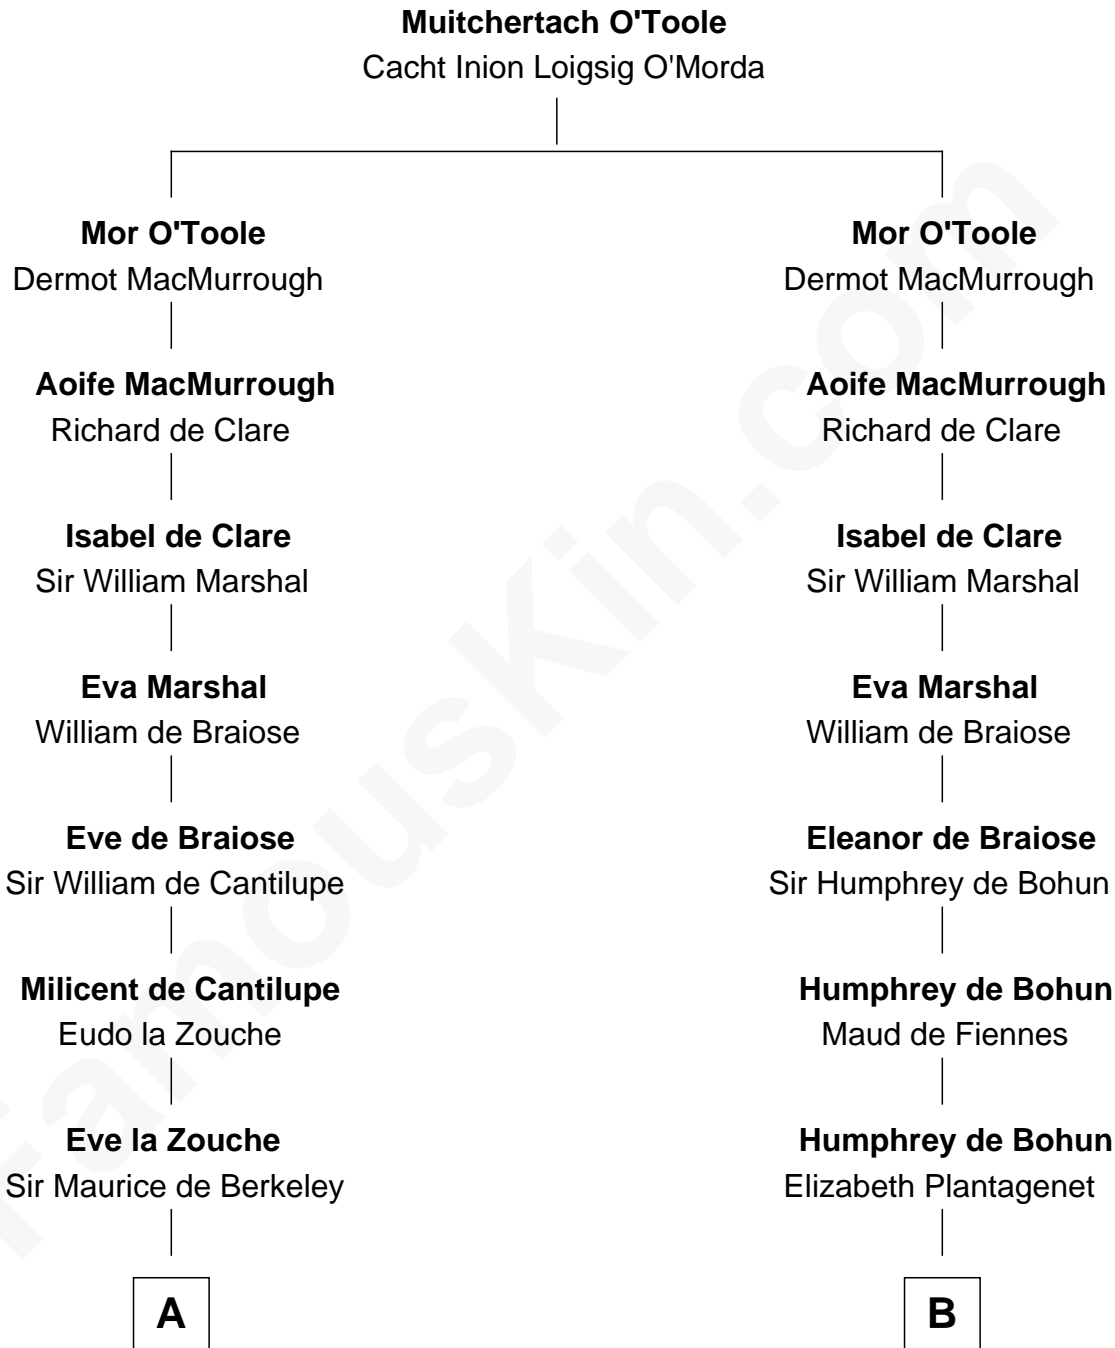 Muitchertach O'Toole
Cacht Inion Loigsig O'Morda
Mor O'Toole
Dermot MacMurrough
Aoife MacMurrough
Richard de Clare
Isabel de Clare
Sir William Marshal
Eva Marshal
William de Braiose
Eve de Braiose
Sir William de Cantilupe
Milicent de Cantilupe
Eudo la Zouche
Eve la Zouche
Sir Maurice de Berkeley
A
Mor O'Toole
Dermot MacMurrough
Aoife MacMurrough
Richard de Clare
Isabel de Clare
Sir William Marshal
Eva Marshal
William de Braiose
Eleanor de Braiose
Sir Humphrey de Bohun
Humphrey de Bohun
Maud de Fiennes
Humphrey de Bohun
Elizabeth Plantagenet
B
FamousKin.com